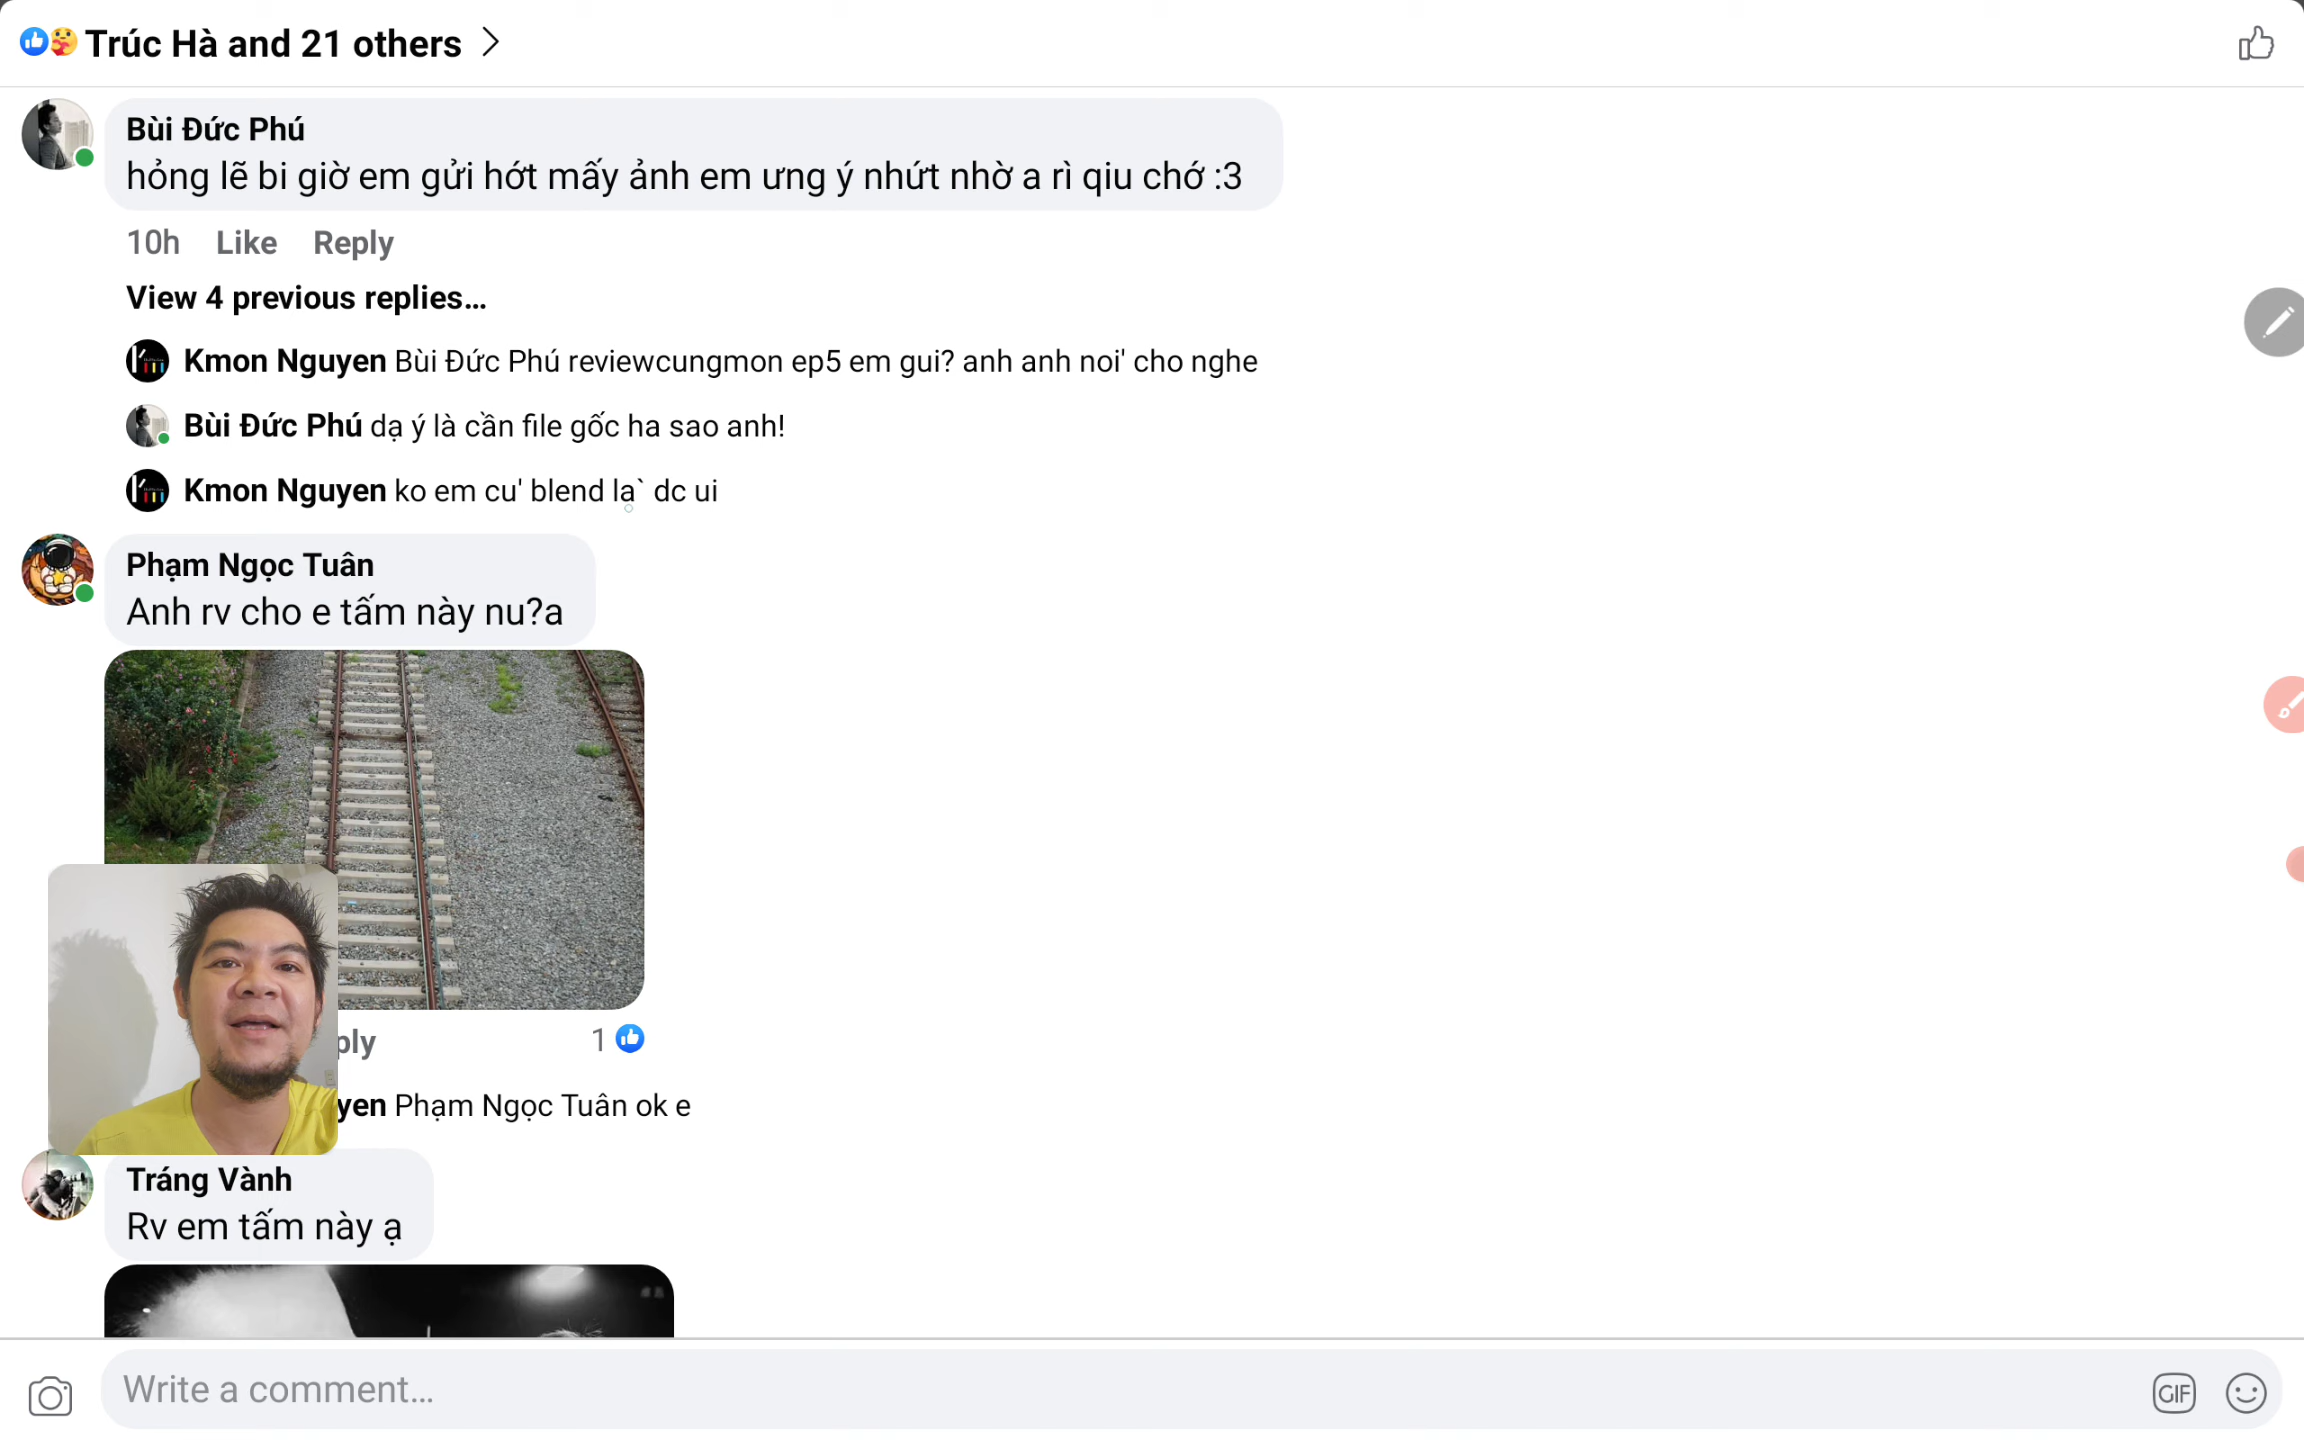 Trúc Hà and 21 others
Bùi Đức Phú
hỏng lẽ bi giờ em gửi hớt mấy ảnh em ưng ý nhứt nhờ a rì qiu chớ :3
10h Like Reply
View 4 previous replies...
Kmon Nguyen Bùi Đức Phú reviewcungmon ep5 em gui? anh anh noi' cho nghe
Bùi Đức Phú dạ ý là cần file gốc ha sao anh!
Kmon Nguyen ko em cu' blend lạ` dc ui
Phạm Ngọc Tuân
Anh rv cho e tấm này nu?a
ply 1
yen Phạm Ngọc Tuân ok e
Tráng Vành
Rv em tấm này ạ
Write a comment...
GIF